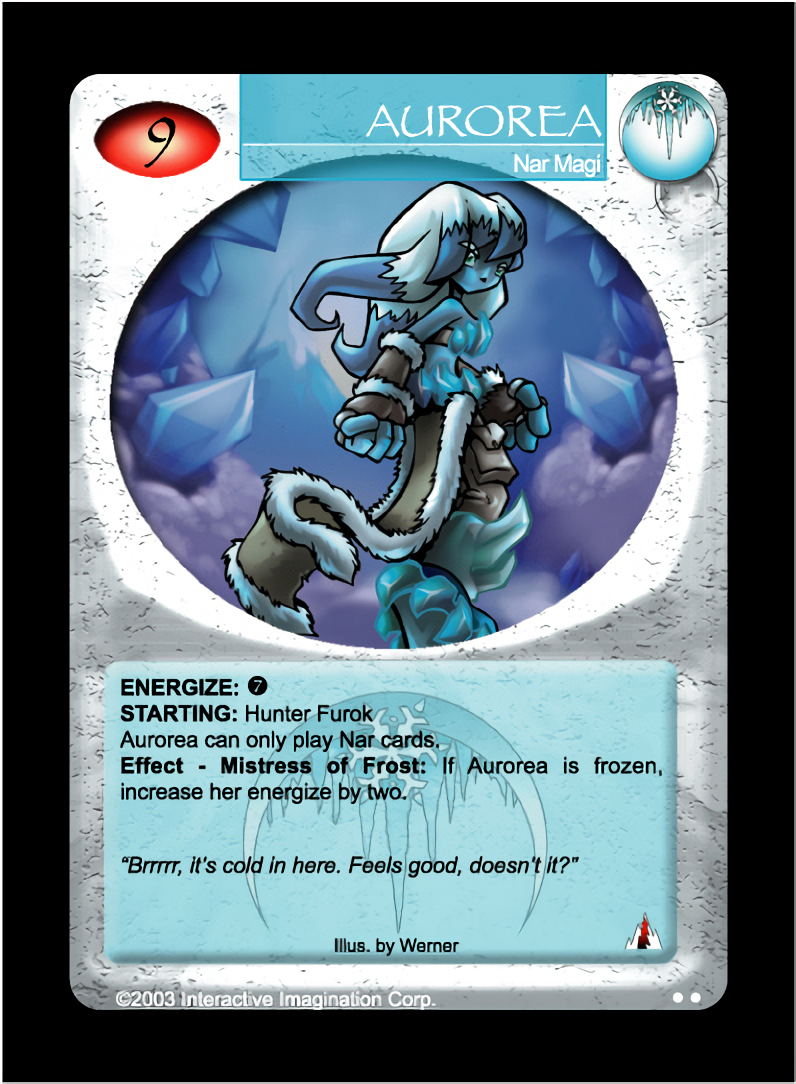 9
AUROREA
Nar Magi
ENERGIZE: 7
STARTING: Hunter Furok
Aurorea can only play Nar cards.
Effect - Mistress of Frost: If Aurorea is frozen,
increase her energize by two.
“Brrrrr, it's cold in here. Feels good, doesn't it?”
Illus. by Werner
©2003 Interactive Imagination Corp.